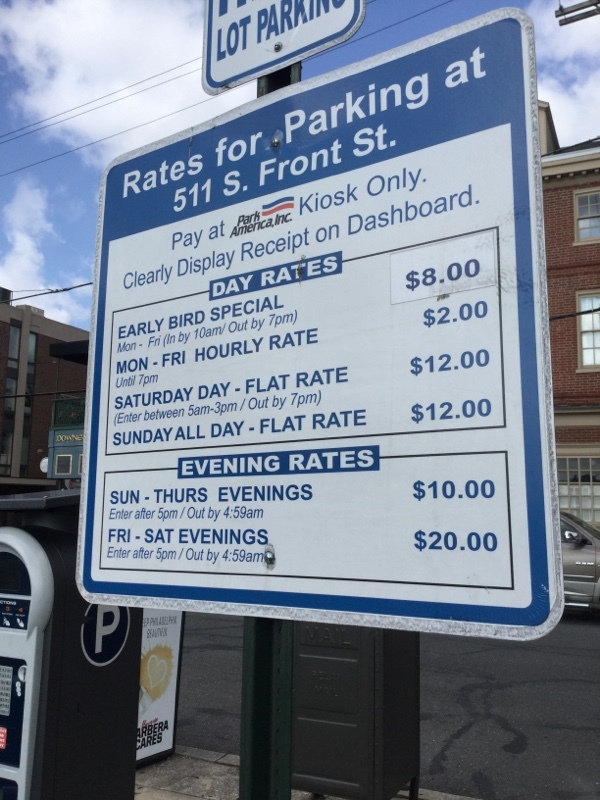 LOT PARKING
Rates for Parking at
511 S. Front St.
Pay at Park America, Inc. Kiosk Only.
Clearly Display Receipt on Dashboard.
DAY RATES
EARLY BIRD SPECIAL $8.00
Mon - Fri (In by 10am/ Out by 7pm)
MON - FRI HOURLY RATE $2.00
Until 7pm
SATURDAY DAY - FLAT RATE $12.00
(Enter between 5am-3pm / Out by 7pm)
SUNDAY ALL DAY - FLAT RATE $12.00
EVENING RATES
SUN - THURS EVENINGS $10.00
Enter after 5pm / Out by 4:59am
FRI - SAT EVENINGS $20.00
Enter after 5pm / Out by 4:59am
P
PHILADELPHIA
BEAUTIFUL
CARES
MAIL